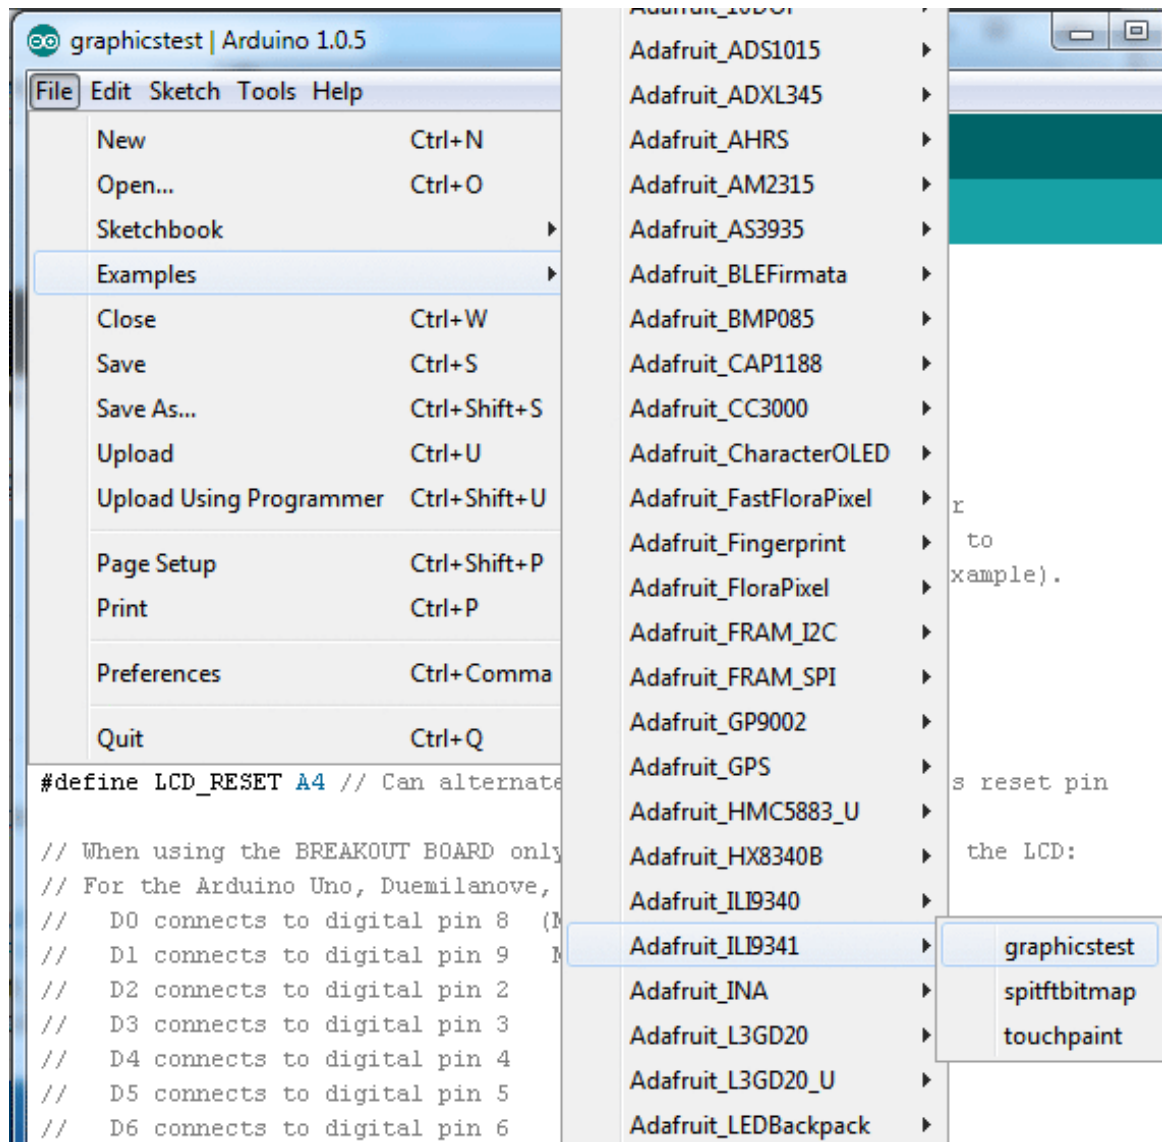 graphicstest | Arduino 1.0.5
File Edit Sketch Tools Help
New Ctrl+N
Open... Ctrl+O
Sketchbook
Examples
Close Ctrl+W
Save Ctrl+S
Save As... Ctrl+Shift+S
Upload Ctrl+U
Upload Using Programmer Ctrl+Shift+U
Page Setup Ctrl+Shift+P
Print Ctrl+P
Preferences Ctrl+Comma
Quit Ctrl+Q
Adafruit_ADS1015
Adafruit_ADXL345
Adafruit_AHRS
Adafruit_AM2315
Adafruit_AS3935
Adafruit_BLEFirmata
Adafruit_BMP085
Adafruit_CAP1188
Adafruit_CC3000
Adafruit_CharacterOLED
Adafruit_FastFloraPixel
Adafruit_Fingerprint
Adafruit_FloraPixel
Adafruit_FRAM_I2C
Adafruit_FRAM_SPI
Adafruit_GP9002
Adafruit_GPS
Adafruit_HMC5883_U
Adafruit_HX8340B
Adafruit_ILI9340
Adafruit_ILI9341
Adafruit_INA
Adafruit_L3GD20
Adafruit_L3GD20_U
Adafruit_LEDBackpack
graphicstest
spitftbitmap
touchpaint
r
to
xample).
#define LCD_RESET A4 // Can alternate s reset pin
// When using the BREAKOUT BOARD only the LCD:
// For the Arduino Uno, Duemilanove,
// D0 connects to digital pin 8 (
// D1 connects to digital pin 9
// D2 connects to digital pin 2
// D3 connects to digital pin 3
// D4 connects to digital pin 4
// D5 connects to digital pin 5
// D6 connects to digital pin 6